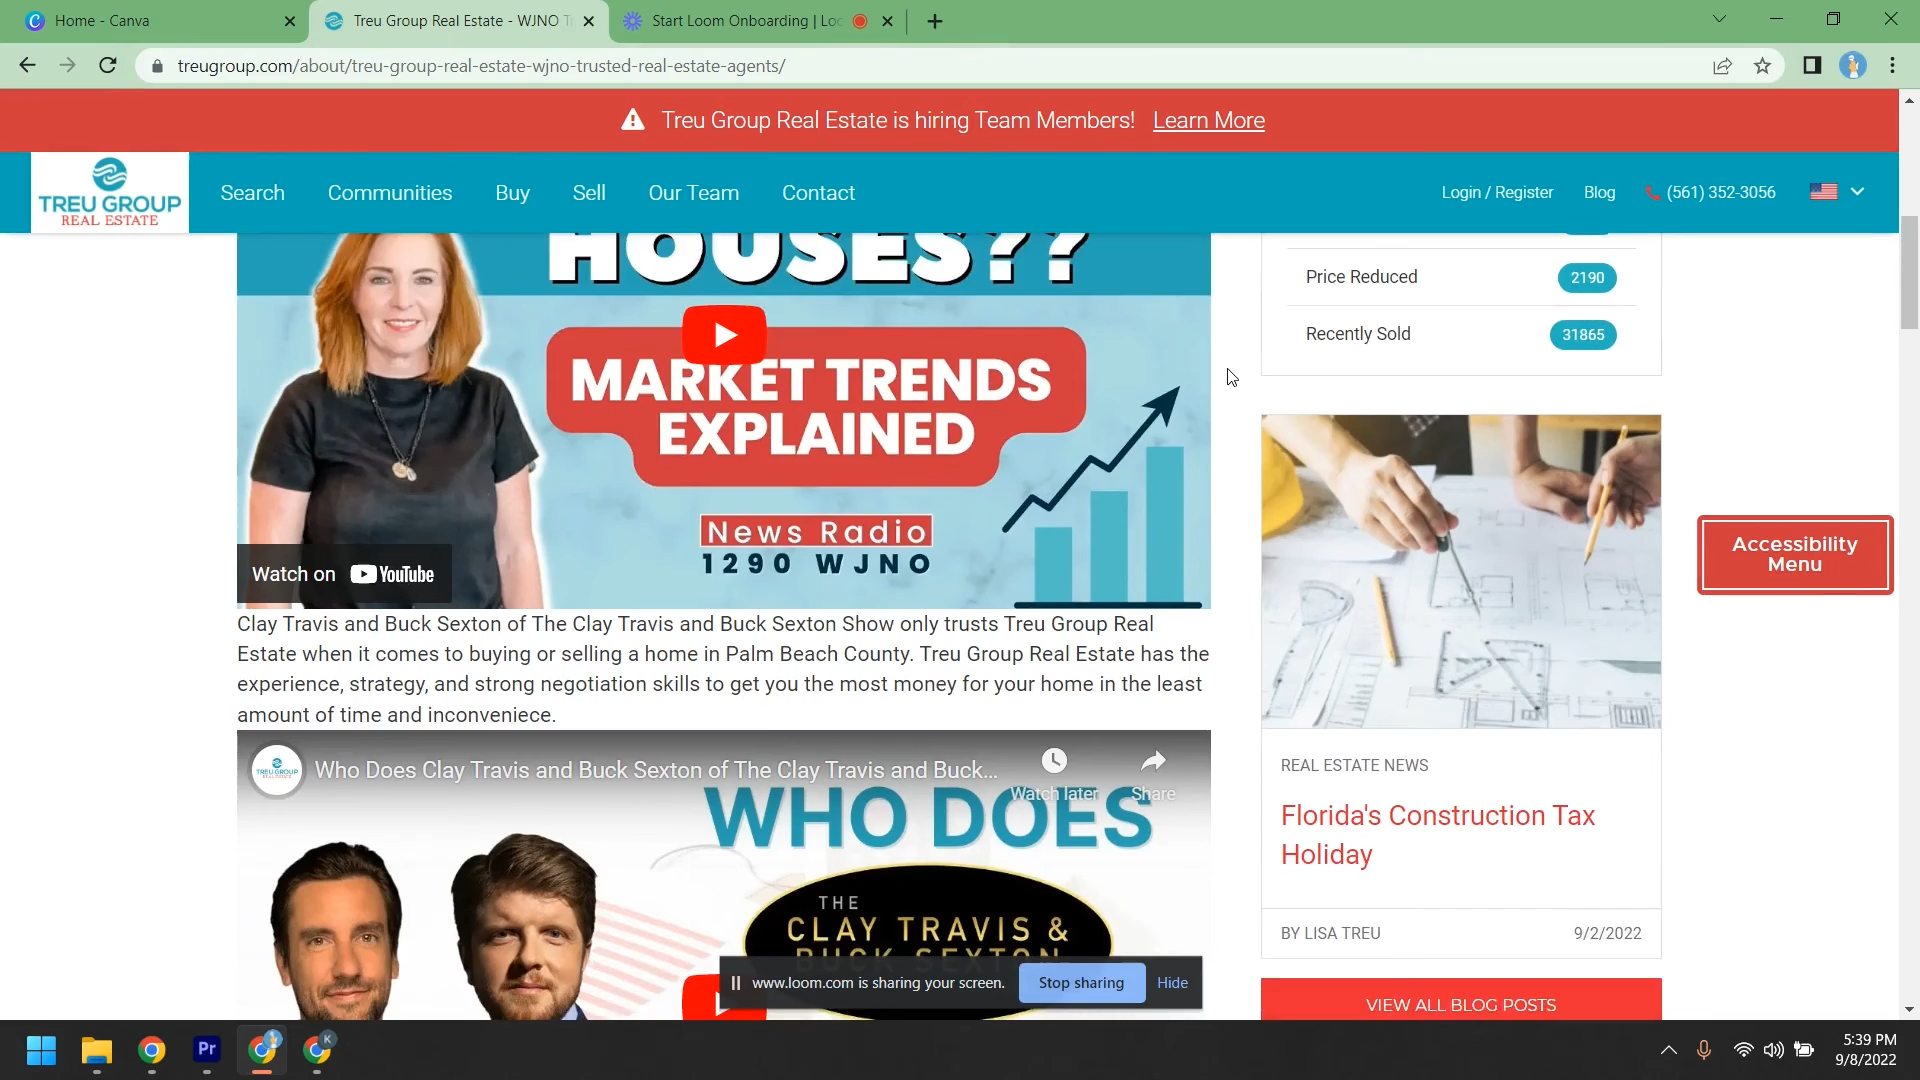 Home - Canva
Treu Group Real Estate - WJNO T
Start Loom Onboarding | Loo
treugroup.com/about/treu-group-real-estate-wjno-trusted-real-estate-agents/
Treu Group Real Estate is hiring Team Members! Learn More
TREU GROUP
REAL ESTATE
Search
Communities
Buy
Sell
Our Team
Contact
Login / Register
Blog
(561) 352-3056
HOUSES??
MARKET TRENDS
EXPLAINED
News Radio
1290 WJNO
Watch on YouTube
Clay Travis and Buck Sexton of The Clay Travis and Buck Sexton Show only trusts Treu Group Real
Estate when it comes to buying or selling a home in Palm Beach County. Treu Group Real Estate has the
experience, strategy, and strong negotiation skills to get you the most money for your home in the least
amount of time and inconveniece.
TREU GROUP
Who Does Clay Travis and Buck Sexton of The Clay Travis and Buck...
Watch later
Share
WHO DOES
THE
CLAY TRAVIS &
BUCK SEXTON
Price Reduced 2190
Recently Sold 31865
REAL ESTATE NEWS
Florida's Construction Tax
Holiday
BY LISA TREU 9/2/2022
VIEW ALL BLOG POSTS
Accessibility
Menu
www.loom.com is sharing your screen.
Stop sharing
Hide
Pr
K
5:39 PM
9/8/2022